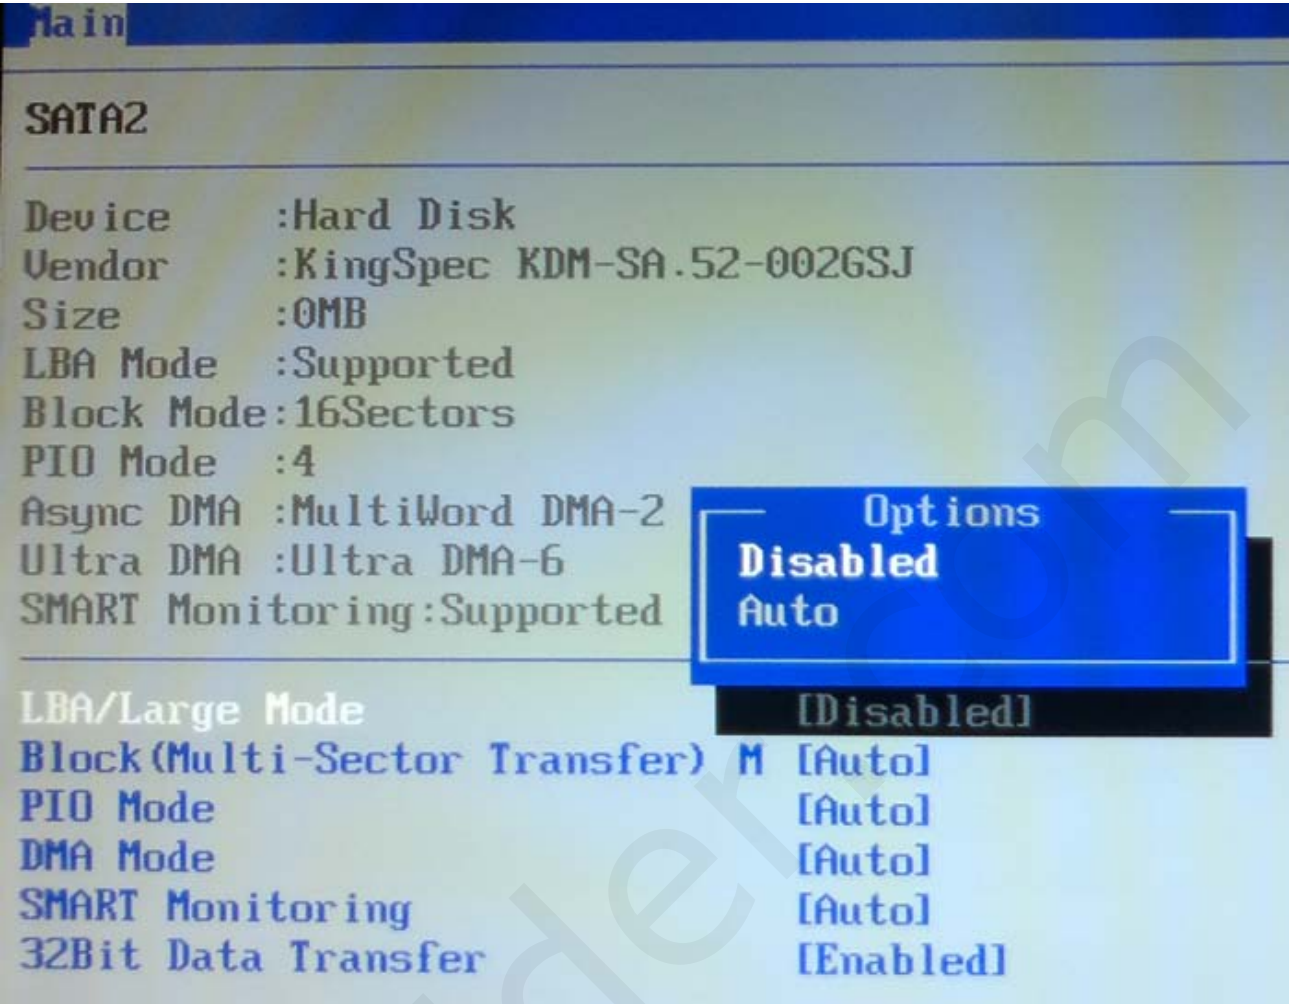 Main
SATA2
Device :Hard Disk
Vendor :KingSpec KDM-SA.52-002GSJ
Size :0MB
LBA Mode :Supported
Block Mode:16Sectors
PIO Mode :4
Async DMA :MultiWord DMA-2
Ultra DMA :Ultra DMA-6
SMART Monitoring:Supported
Options
Disabled
Auto
LBA/Large Mode [Disabled]
Block(Multi-Sector Transfer) M [Auto]
PIO Mode [Auto]
DMA Mode [Auto]
SMART Monitoring [Auto]
32Bit Data Transfer [Enabled]